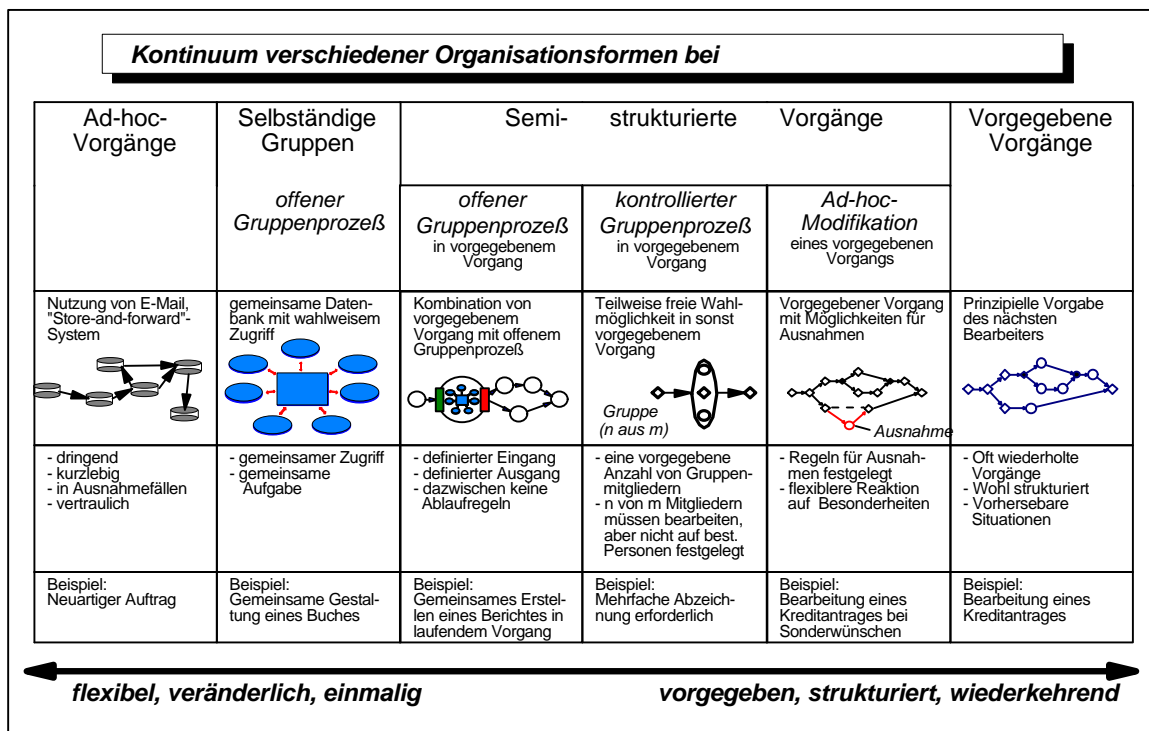 Kontinuum verschiedener Organisationsformen bei
Ad-hoc-
Vorgänge
Selbständige
Gruppen
offener
Gruppenprozeß
Semi- strukturierte Vorgänge
offener
Gruppenprozeß
in vorgegebenem
Vorgang
kontrollierter
Gruppenprozeß
in vorgegebenem
Vorgang
Ad-hoc-
Modifikation
eines vorgegebenen
Vorgangs
Vorgegebene
Vorgänge
Nutzung von E-Mail,
"Store-and-forward"-
System
gemeinsame Daten-
bank mit wahlweisem
Zugriff
Kombination von
vorgegebenem
Vorgang mit offenem
Gruppenprozeß
Teilweise freie Wahl-
möglichkeit in sonst
vorgegebenem
Vorgang
Gruppe
(n aus m)
Vorgegebener Vorgang
mit Möglichkeiten für
Ausnahmen
Ausnahme
Prinzipielle Vorgabe
des nächsten
Bearbeiters
- dringend
- kurzlebig
- in Ausnahmefällen
- vertraulich
- gemeinsamer Zugriff
- gemeinsame
Aufgabe
- definierter Eingang
- definierter Ausgang
- dazwischen keine
Ablaufregeln
- eine vorgegebene
Anzahl von Gruppen-
mitgliedern
- n von m Mitgliedern
müssen bearbeiten,
aber nicht auf best.
Personen festgelegt
- Regeln für Ausnah-
men festgelegt
- flexiblere Reaktion
auf Besonderheiten
- Oft wiederholte
Vorgänge
- Wohl strukturiert
- Vorhersebare
Situationen
Beispiel:
Neuartiger Auftrag
Beispiel:
Gemeinsame Gestal-
tung eines Buches
Beispiel:
Gemeinsames Erstel-
len eines Berichtes in
laufendem Vorgang
Beispiel:
Mehrfache Abzeich-
nung erforderlich
Beispiel:
Bearbeitung eines
Kreditantrages bei
Sonderwünschen
Beispiel:
Bearbeitung eines
Kreditantrages
flexibel, veränderlich, einmalig
vorgegeben, strukturiert, wiederkehrend